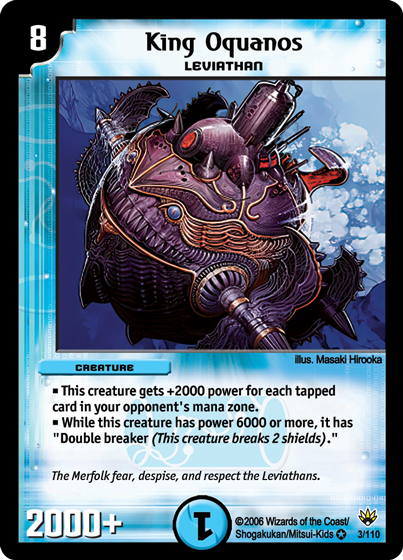 8
King Oquanos
LEVIATHAN
illus. Masaki Hirooka
CREATURE
▪ This creature gets +2000 power for each tapped
card in your opponent's mana zone.
▪ While this creature has power 6000 or more, it has
"Double breaker (This creature breaks 2 shields)."
The Merfolk fear, despise, and respect the Leviathans.
2000+
1
©2006 Wizards of the Coast/
Shogakukan/Mitsui-Kids ✪ 3/110